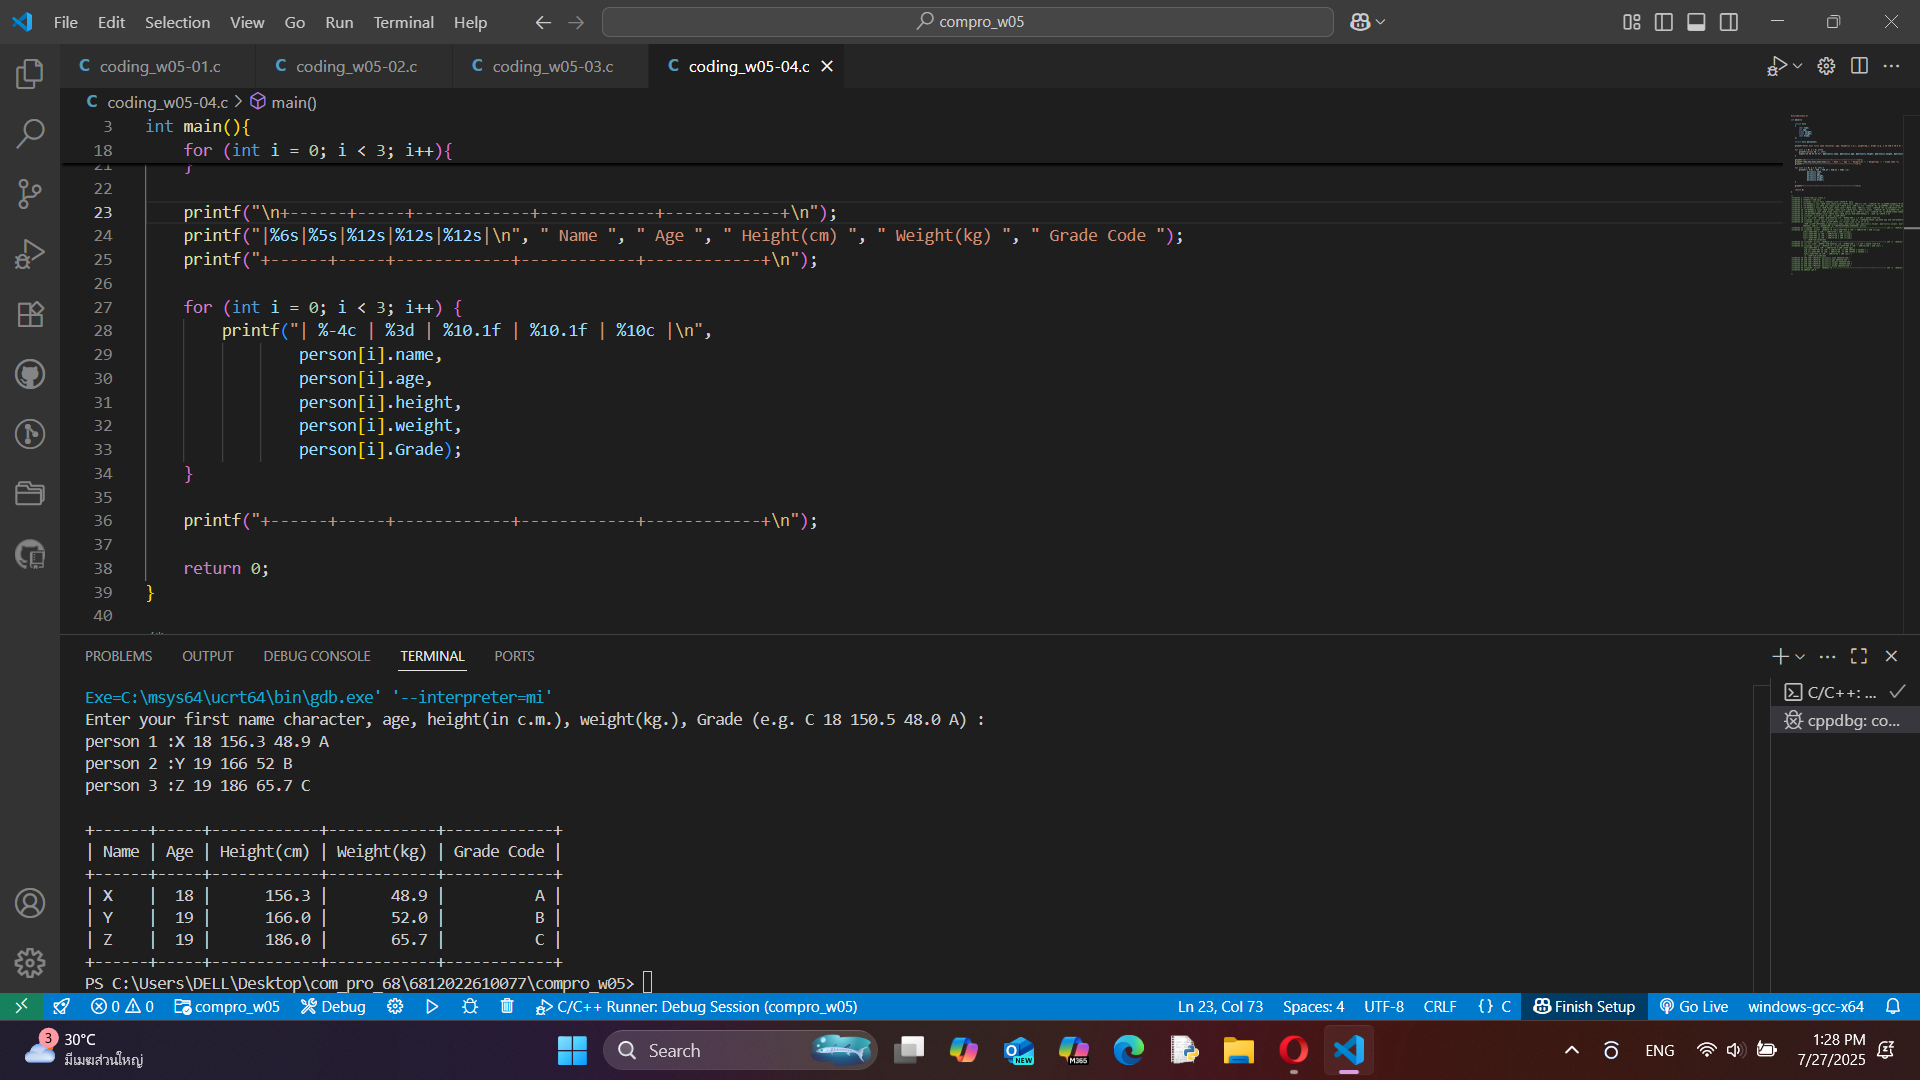 File Edit Selection View Go Run Terminal Help
compro_w05
C coding_w05-01.c
C coding_w05-02.c
C coding_w05-03.c
C coding_w05-04.c
C coding_w05-04.c > main()
3 int main(){
18 for (int i = 0; i < 3; i++){
21 }
22
23 printf("\n+------+-----+------------+------------+------------+\n");
24 printf("|%6s|%5s|%12s|%12s|%12s|\n", " Name ", " Age ", " Height(cm) ", " Weight(kg) ", " Grade Code ");
25 printf("+------+-----+------------+------------+------------+\n");
26
27 for (int i = 0; i < 3; i++) {
28 printf("| %-4c | %3d | %10.1f | %10.1f | %10c |\n",
29 person[i].name,
30 person[i].age,
31 person[i].height,
32 person[i].weight,
33 person[i].Grade);
34 }
35
36 printf("+------+-----+------------+------------+------------+\n");
37
38 return 0;
39 }
40
PROBLEMS OUTPUT DEBUG CONSOLE TERMINAL PORTS
Exe=C:\msys64\ucrt64\bin\gdb.exe' '--interpreter=mi'
Enter your first name character, age, height(in c.m.), weight(kg.), Grade (e.g. C 18 150.5 48.0 A) :
person 1 :X 18 156.3 48.9 A
person 2 :Y 19 166 52 B
person 3 :Z 19 186 65.7 C
+------+-----+------------+------------+------------+
| Name | Age | Height(cm) | Weight(kg) | Grade Code |
+------+-----+------------+------------+------------+
| X    |  18 |      156.3 |       48.9 |          A |
| Y    |  19 |      166.0 |       52.0 |          B |
| Z    |  19 |      186.0 |       65.7 |          C |
+------+-----+------------+------------+------------+
PS C:\Users\DELL\Desktop\com_pro_68\6812022610077\compro_w05>
C/C++: ...
cppdbg: co...
0 0 compro_w05 Debug C/C++ Runner: Debug Session (compro_w05)
Ln 23, Col 73 Spaces: 4 UTF-8 CRLF {} C Finish Setup Go Live windows-gcc-x64
3
30°C
มีเมฆส่วนใหญ่
Search
NEW
M365
ENG
1:28 PM
7/27/2025